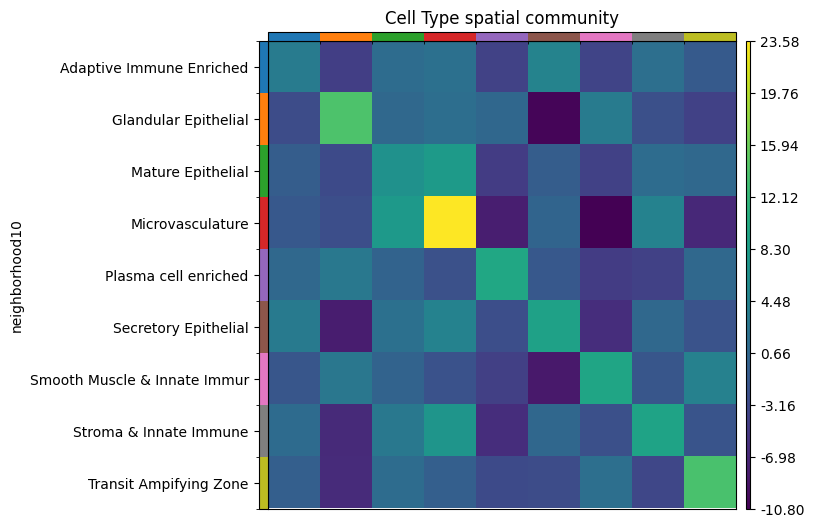 Cell Type spatial community
neighborhood10
Adaptive Immune Enriched
Glandular Epithelial
Mature Epithelial
Microvasculature
Plasma cell enriched
Secretory Epithelial
Smooth Muscle & Innate Immur
Stroma & Innate Immune
Transit Ampifying Zone
23.58
19.76
15.94
12.12
8.30
4.48
0.66
-3.16
-6.98
-10.80